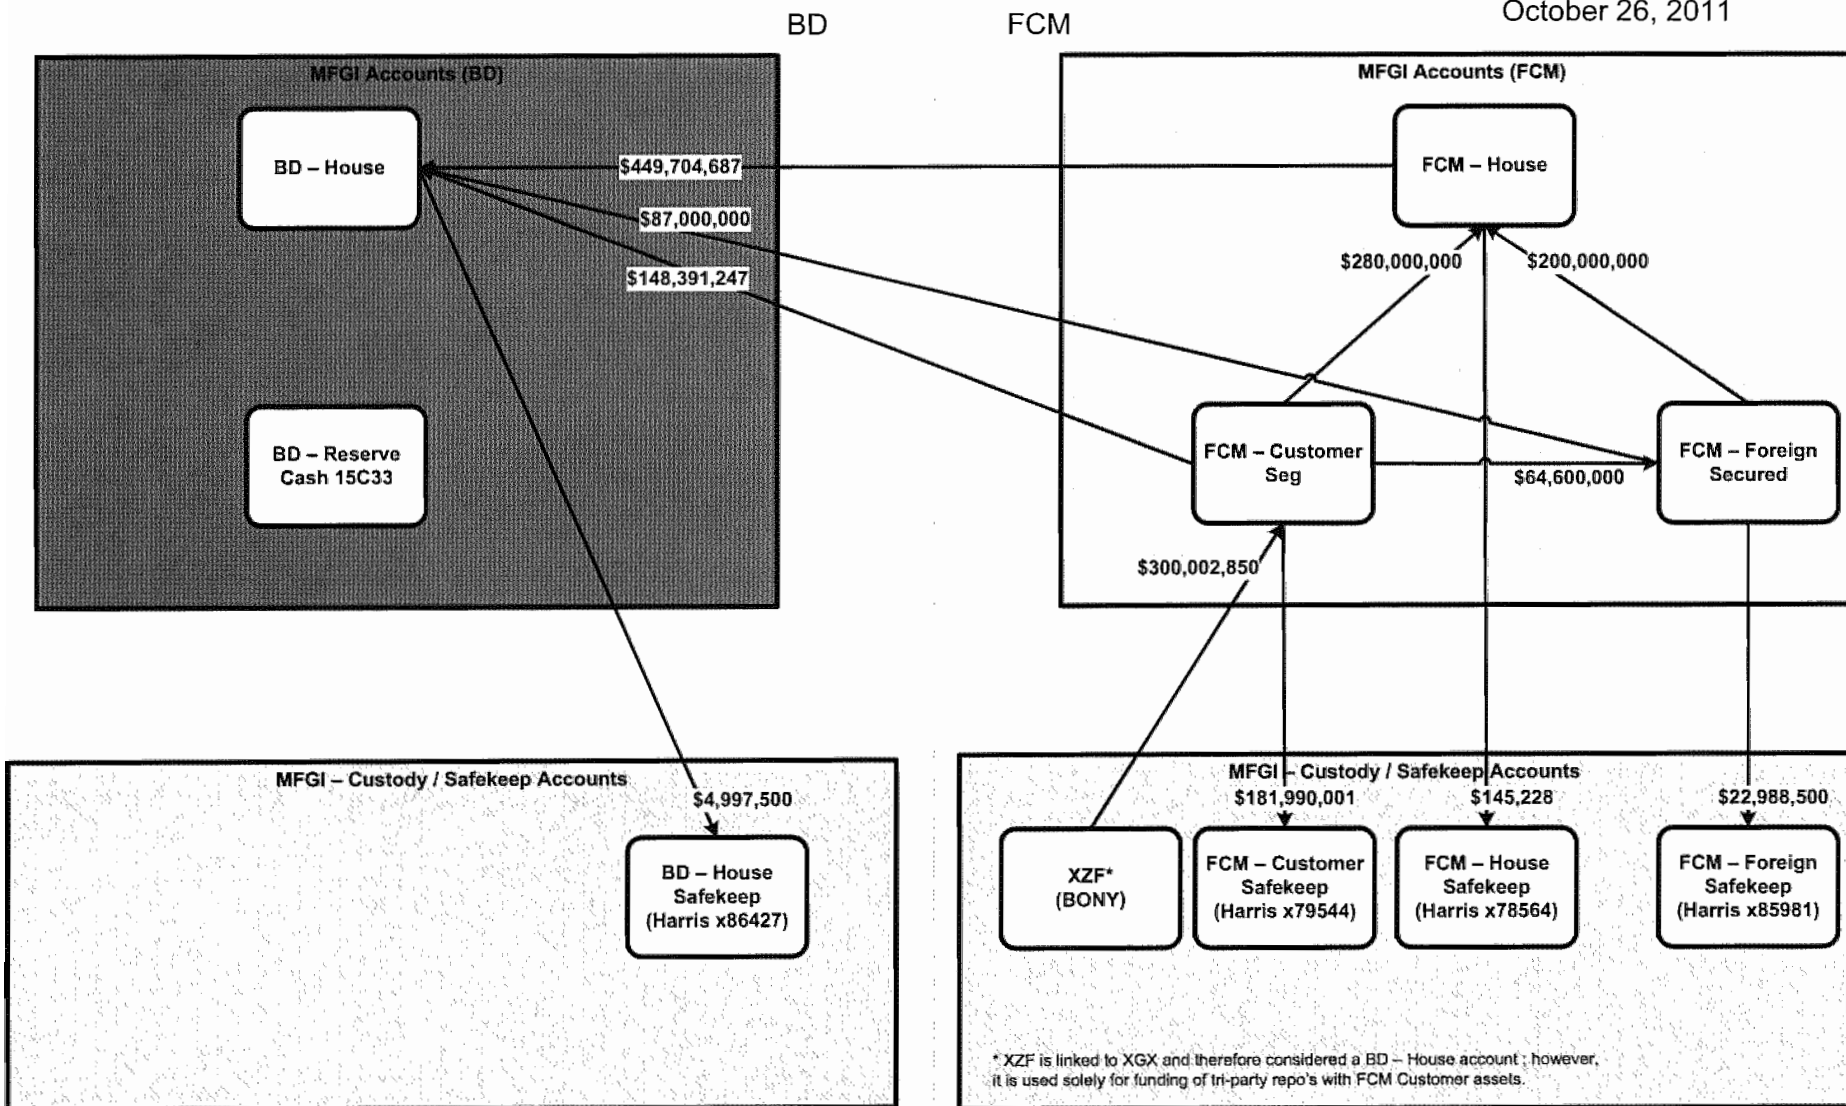 October 26, 2011
BD
FCM
MFGI Accounts (BD)
MFGI Accounts (FCM)
BD – House
FCM – House
$449,704,687
$87,000,000
$148,391,247
$280,000,000
$200,000,000
BD – Reserve
Cash 15C33
FCM – Customer
Seg
FCM – Foreign
Secured
$64,600,000
$300,002,850
MFGI – Custody / Safekeep Accounts
$4,997,500
BD – House
Safekeep
(Harris x86427)
MFGI – Custody / Safekeep Accounts
$181,990,001
$145,228
$22,988,500
XZF*
(BONY)
FCM – Customer
Safekeep
(Harris x79544)
FCM – House
Safekeep
(Harris x78564)
FCM – Foreign
Safekeep
(Harris x85981)
* XZF is linked to XGX and therefore considered a BD – House account ; however,
it is used solely for funding of tri-party repo's with FCM Customer assets.